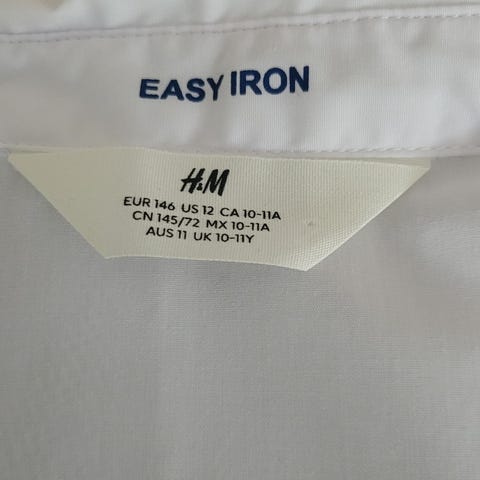 EASY IRON
H&M
EUR 146 US 12 CA 10-11A
CN 145/72 MX 10-11A
AUS 11 UK 10-11Y